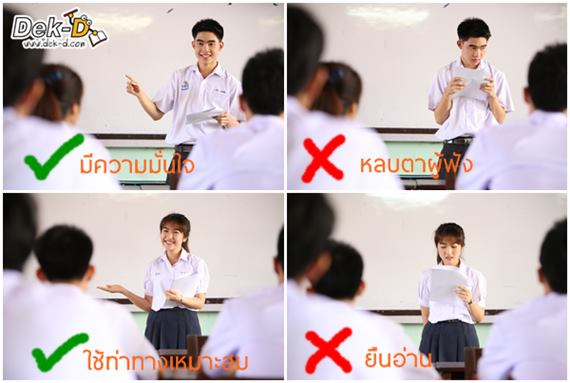 Dek-D
www.dek-d.com
มีความมั่นใจ
หลบตาผู้ฟัง
ใช้ท่าทางเหมาะสม
ยืนอ่าน